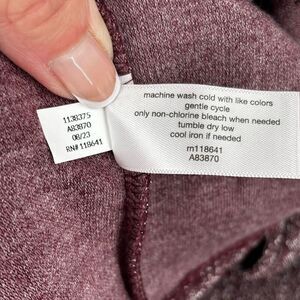 1138375
A83870
08/23
RN# 118641
machine wash cold with like colors
gentle cycle
only non-chlorine bleach when needed
tumble dry low
cool iron if needed
rn118641
A83870